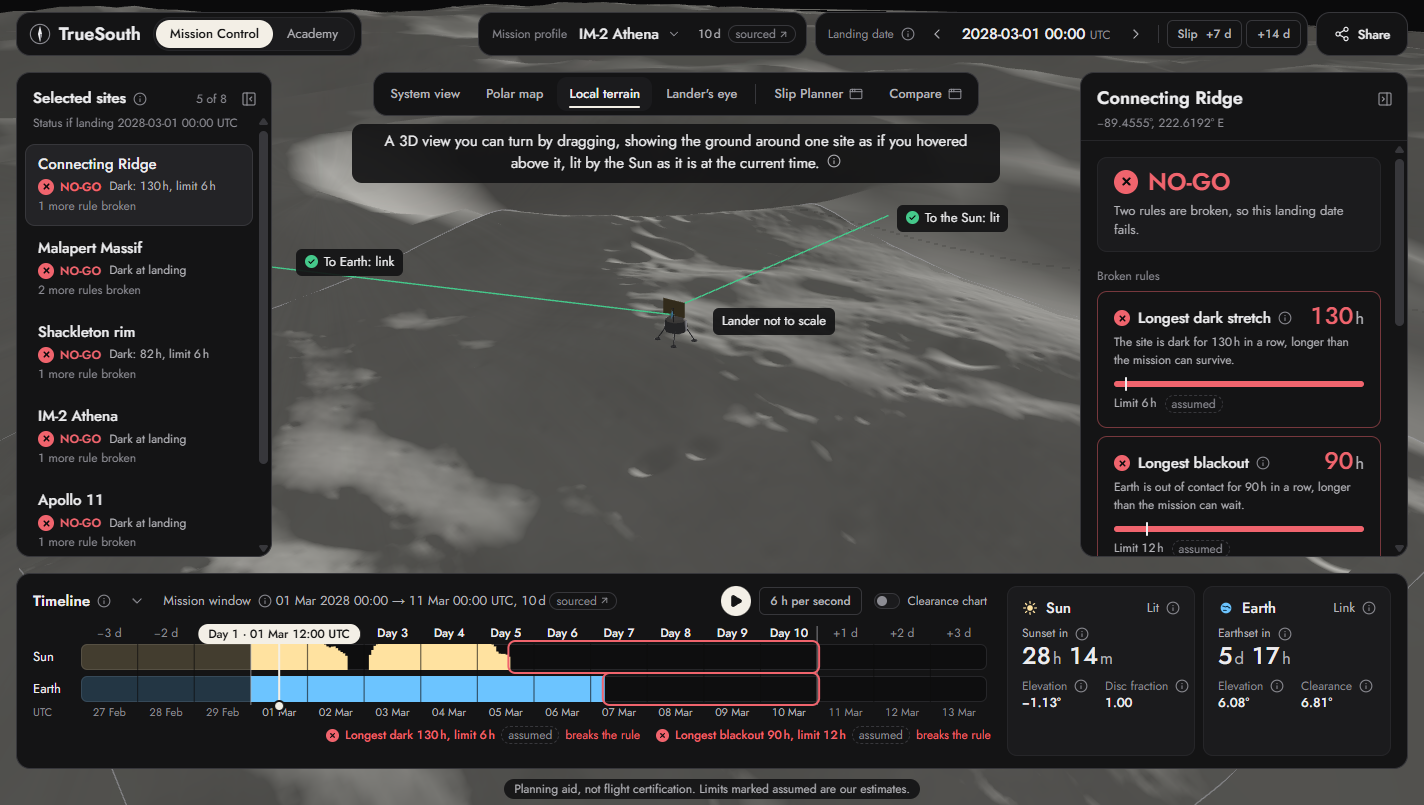 TrueSouth
Mission Control
Academy
Mission profile IM-2 Athena 10 d sourced ↗
Landing date 2028-03-01 00:00 UTC
Slip +7 d +14 d
Share
Selected sites 5 of 8
Status if landing 2028-03-01 00:00 UTC
Connecting Ridge
NO-GO Dark: 130 h, limit 6 h
1 more rule broken
Malapert Massif
NO-GO Dark at landing
2 more rules broken
Shackleton rim
NO-GO Dark: 82 h, limit 6 h
1 more rule broken
IM-2 Athena
NO-GO Dark at landing
1 more rule broken
Apollo 11
NO-GO Dark at landing
1 more rule broken
System view Polar map Local terrain Lander's eye Slip Planner Compare
A 3D view you can turn by dragging, showing the ground around one site as if you hovered
above it, lit by the Sun as it is at the current time.
To the Sun: lit
To Earth: link
Lander not to scale
Connecting Ridge
−89.4555°, 222.6192° E
NO-GO
Two rules are broken, so this landing date
fails.
Broken rules
Longest dark stretch 130 h
The site is dark for 130 h in a row, longer than
the mission can survive.
Limit 6 h assumed
Longest blackout 90 h
Earth is out of contact for 90 h in a row, longer
than the mission can wait.
Limit 12 h assumed
Timeline
Mission window 01 Mar 2028 00:00 → 11 Mar 00:00 UTC, 10 d sourced ↗
6 h per second
Clearance chart
−3 d −2 d Day 1 · 01 Mar 12:00 UTC Day 3 Day 4 Day 5 Day 6 Day 7 Day 8 Day 9 Day 10 +1 d +2 d +3 d
Sun
Earth
UTC 27 Feb 28 Feb 29 Feb 01 Mar 02 Mar 03 Mar 04 Mar 05 Mar 06 Mar 07 Mar 08 Mar 09 Mar 10 Mar 11 Mar 12 Mar 13 Mar
Longest dark 130 h, limit 6 h assumed breaks the rule
Longest blackout 90 h, limit 12 h assumed breaks the rule
Sun Lit
Sunset in
28 h 14 m
Elevation Disc fraction
−1.13° 1.00
Earth Link
Earthset in
5 d 17 h
Elevation Clearance
6.08° 6.81°
Planning aid, not flight certification. Limits marked assumed are our estimates.